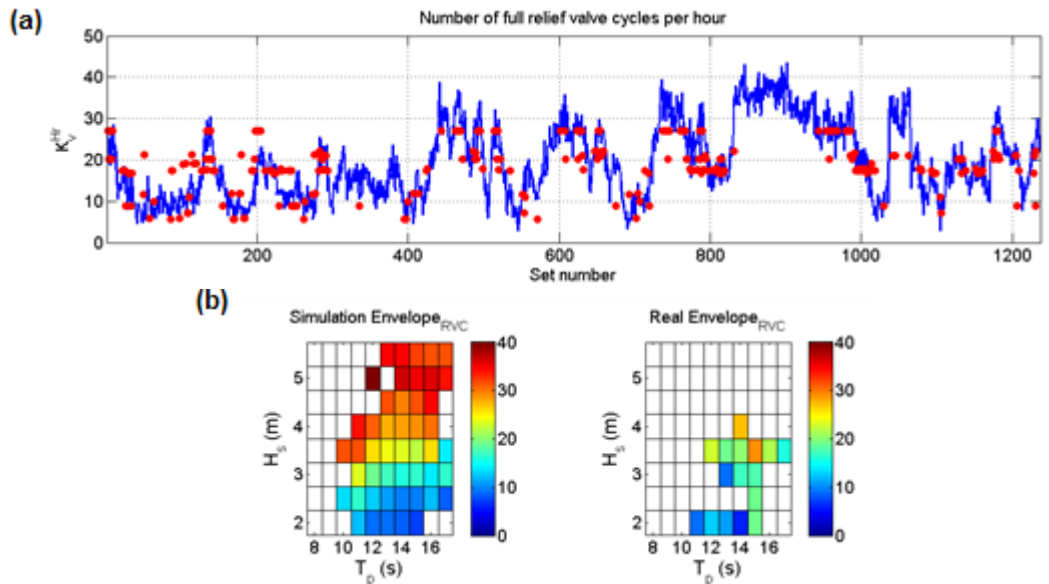 (a)
Number of full relief valve cycles per hour
50
40
30
20
10
0
K_V^Hr
200
400
600
800
1000
1200
Set number
(b)
Simulation Envelope_RVC
5
4
3
2
H_S (m)
8 10 12 14 16
T_p (s)
40
30
20
10
0
Real Envelope_RVC
5
4
3
2
H_S (m)
8 10 12 14 16
T_p (s)
40
30
20
10
0